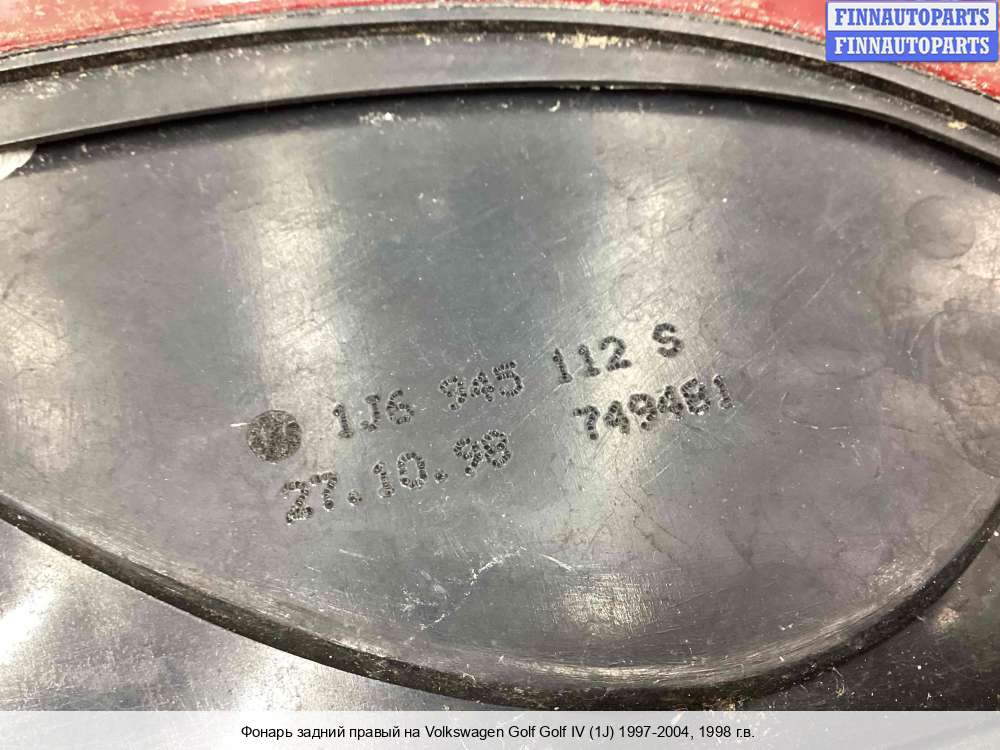 FINNAUTOPARTS
FINNAUTOPARTS
1J6 945 112 S
27.10.98 749481
Фонарь задний правый на Volkswagen Golf Golf IV (1J) 1997-2004, 1998 г.в.